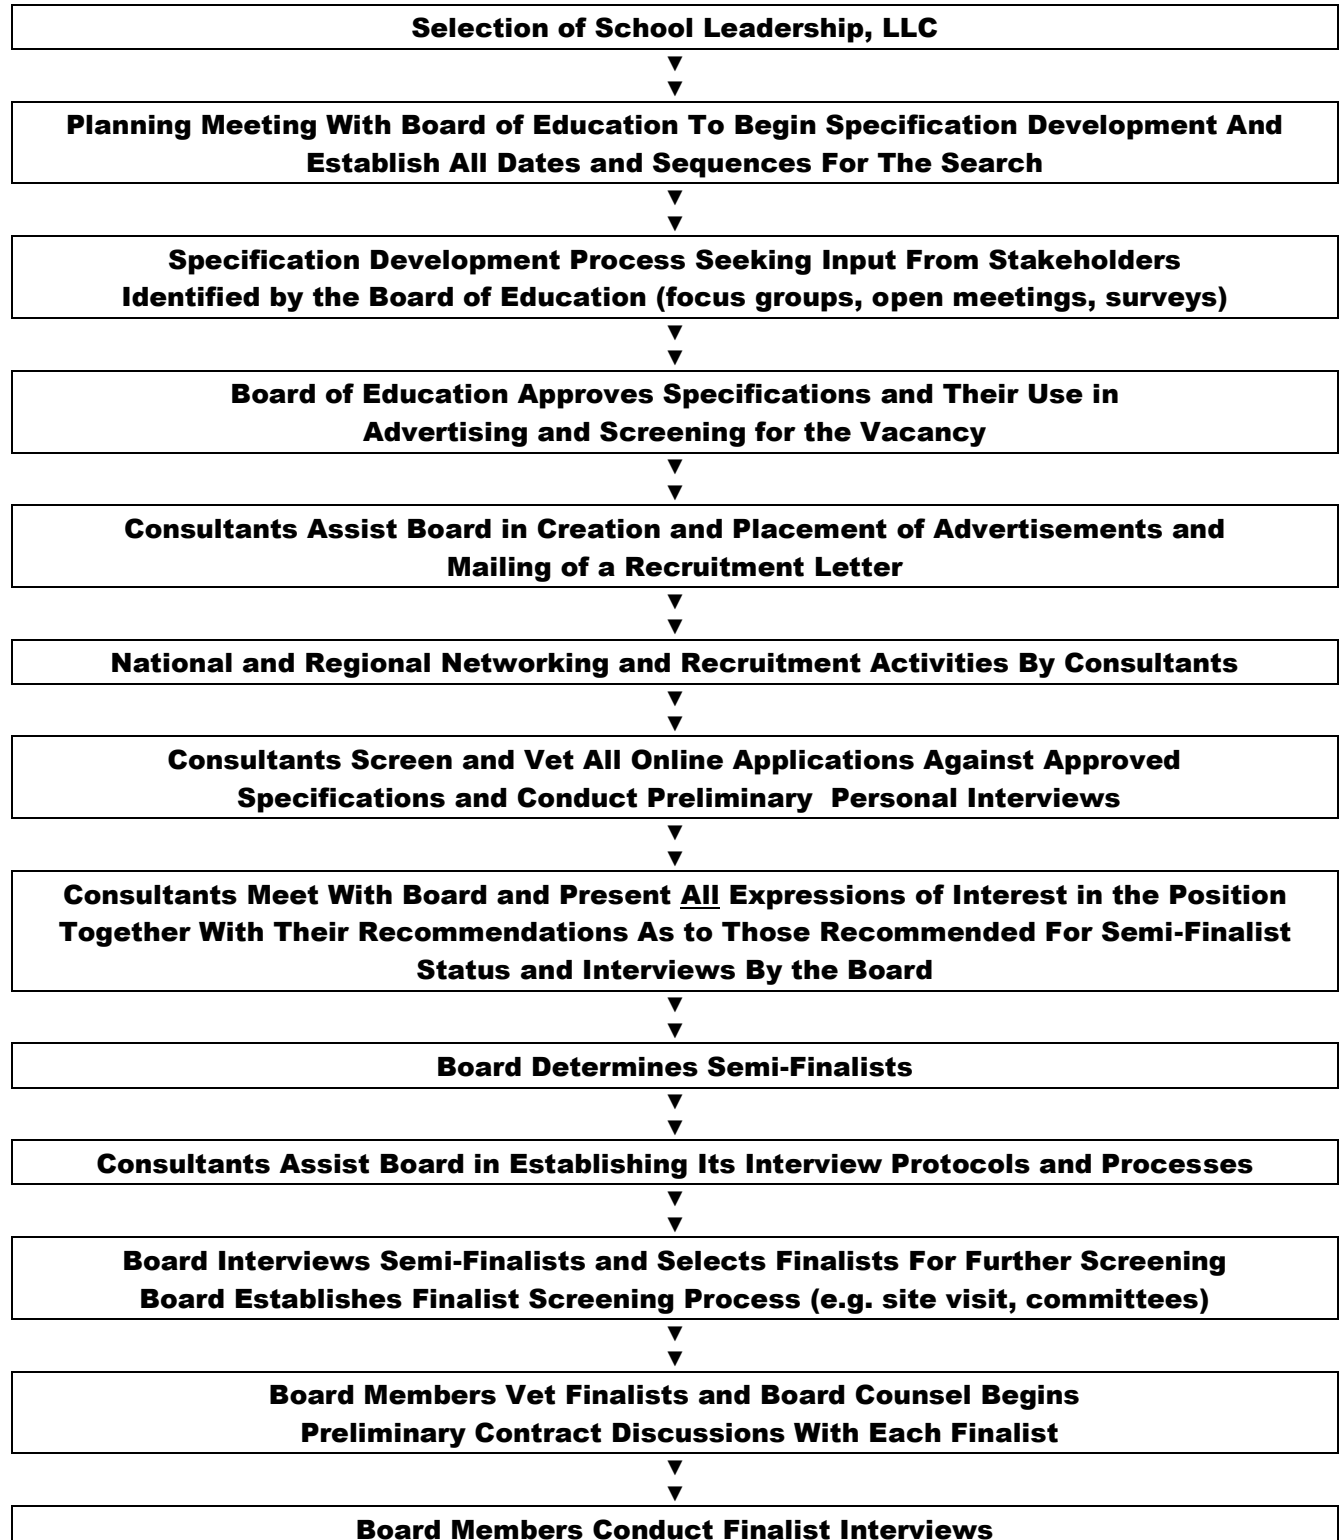 Selection of School Leadership, LLC
Planning Meeting With Board of Education To Begin Specification Development And
Establish All Dates and Sequences For The Search
Specification Development Process Seeking Input From Stakeholders
Identified by the Board of Education (focus groups, open meetings, surveys)
Board of Education Approves Specifications and Their Use in
Advertising and Screening for the Vacancy
Consultants Assist Board in Creation and Placement of Advertisements and
Mailing of a Recruitment Letter
National and Regional Networking and Recruitment Activities By Consultants
Consultants Screen and Vet All Online Applications Against Approved
Specifications and Conduct Preliminary  Personal Interviews
Consultants Meet With Board and Present All Expressions of Interest in the Position
Together With Their Recommendations As to Those Recommended For Semi-Finalist
Status and Interviews By the Board
Board Determines Semi-Finalists
Consultants Assist Board in Establishing Its Interview Protocols and Processes
Board Interviews Semi-Finalists and Selects Finalists For Further Screening
Board Establishes Finalist Screening Process (e.g. site visit, committees)
Board Members Vet Finalists and Board Counsel Begins
Preliminary Contract Discussions With Each Finalist
Board Members Conduct Finalist Interviews